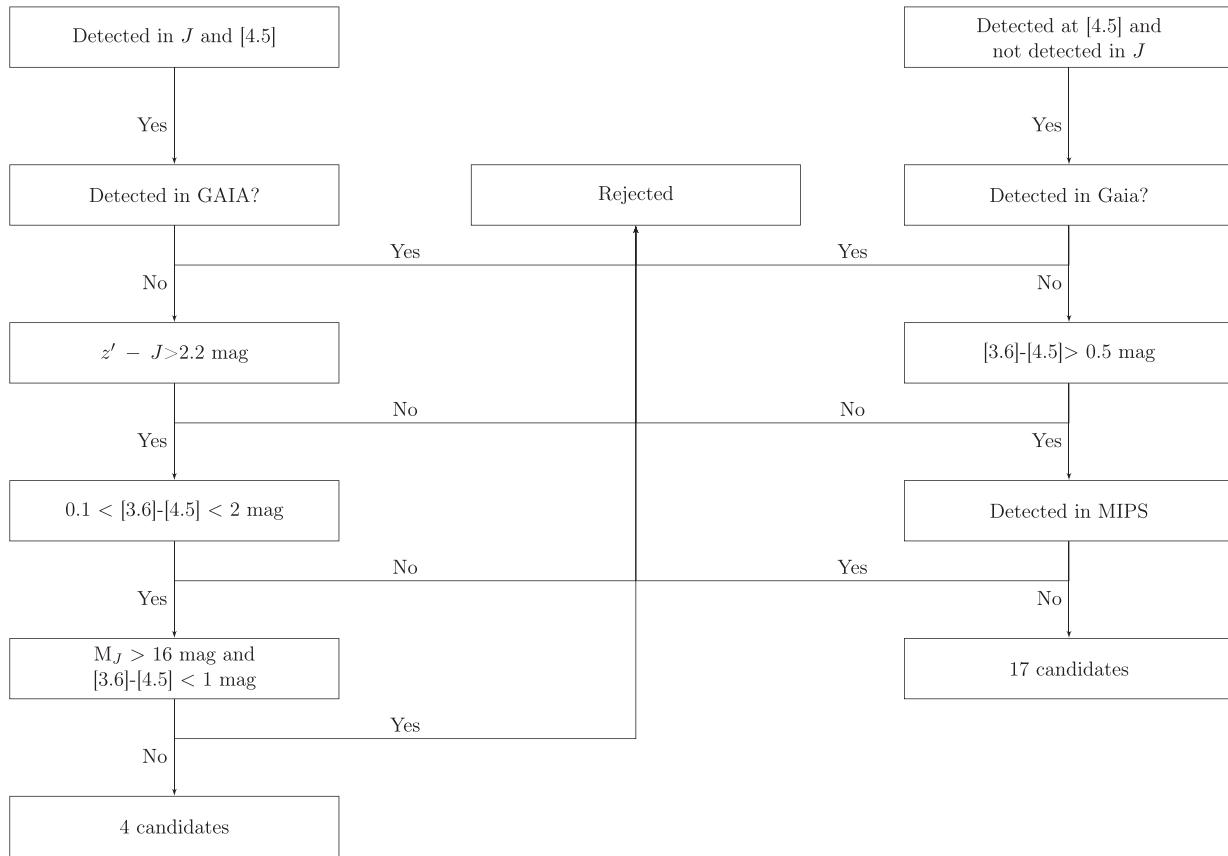 Detected in J and [4.5]
Detected at [4.5] and
not detected in J
Yes
Yes
Detected in GAIA?
Rejected
Detected in Gaia?
Yes
Yes
No
No
z′ − J>2.2 mag
[3.6]-[4.5]> 0.5 mag
No
No
Yes
Yes
0.1 < [3.6]-[4.5] < 2 mag
Detected in MIPS
No
Yes
Yes
No
M_J > 16 mag and
[3.6]-[4.5] < 1 mag
17 candidates
Yes
No
4 candidates